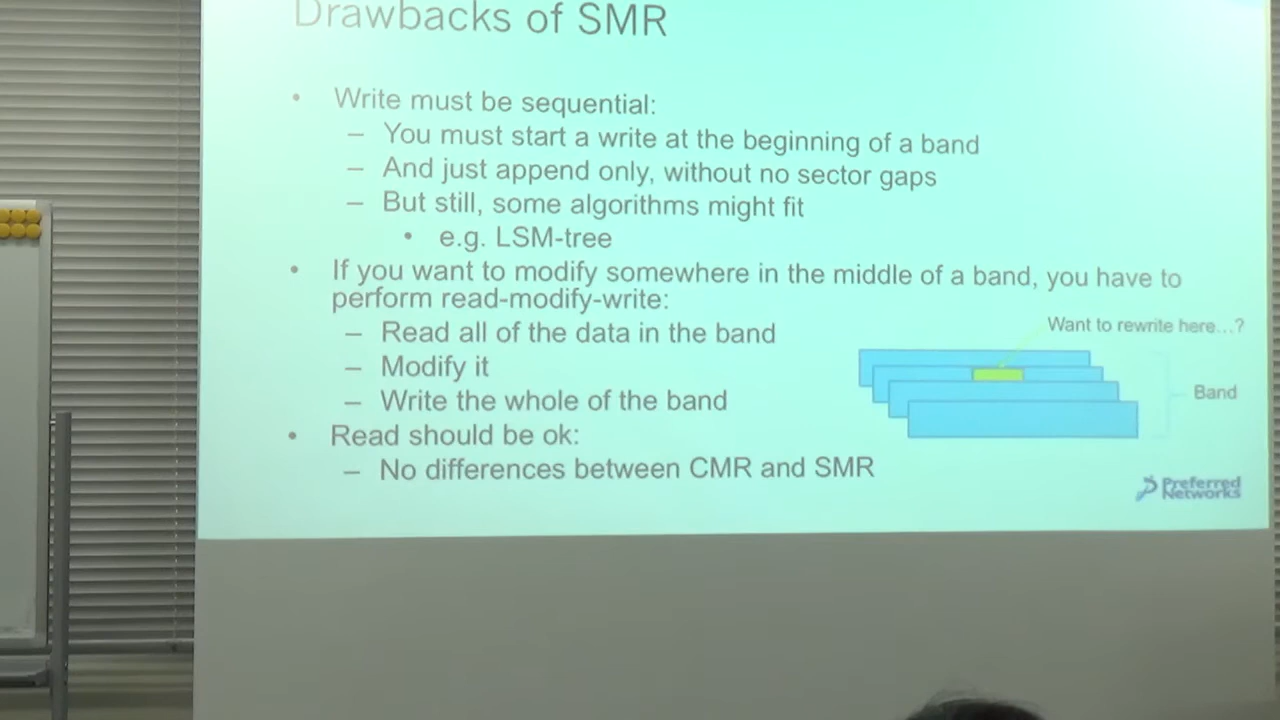 Drawbacks of SMR
• Write must be sequential:
– You must start a write at the beginning of a band
– And just append only, without no sector gaps
– But still, some algorithms might fit
• e.g. LSM-tree
• If you want to modify somewhere in the middle of a band, you have to
perform read-modify-write:
– Read all of the data in the band
– Modify it
– Write the whole of the band
• Read should be ok:
– No differences between CMR and SMR
Want to rewrite here…?
Band
Preferred
Networks